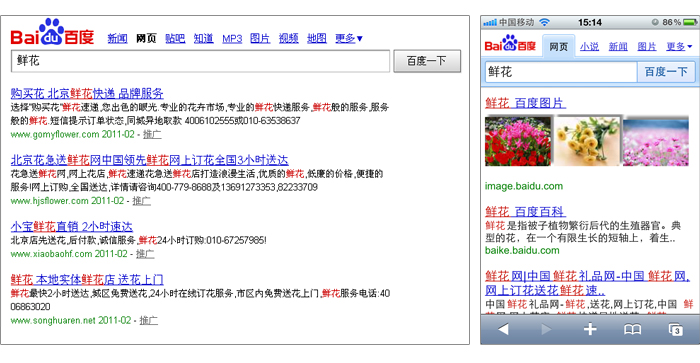 Bai du 百度 新闻 网页 贴吧 知道 MP3 图片 视频 地图 更多▼
鲜花 百度一下
购买花 北京鲜花快递 品牌服务
选择"购买花"鲜花速递,您出色的眼光.专业的花卉市场,专业的鲜花快递服务,鲜花般的服务,服务
般的鲜花.短信提示订单状态,同城异地取款 4006102555或010-63538637
www.gomyflower.com 2011-02 - 推广
北京花急送鲜花网中国领先鲜花网上订花全国3小时送达
花急送鲜花网,网上花店,鲜花速递花急送鲜花店打造浪漫生活,优质的鲜花,低廉的价格,便捷的
服务!网上订购,全国送达,详情请咨询400-779-8688及13691273353,82233709
www.hjsflower.com 2011-02 - 推广
小宝鲜花直销 2小时速达
北京店先送花,后付款,诚信服务,鲜花24小时订购:010-67257985!
www.xiaobaohf.com 2011-02 - 推广
鲜花 本地实体鲜花店 送花上门
鲜花最快2小时送达,城区免费送花,24小时在线订花服务,市区内免费送花上门,鲜花服务电话:40
06863020
www.songhuaren.net 2011-02 - 推广
中国移动 15:14 86%
Bai du 百度 网页 小说 新闻 图片 更多▼
鲜花 百度一下
鲜花 百度图片
image.baidu.com
鲜花 百度百科
鲜花是指被子植物繁衍后代的生殖器官。典
型的花，在一个有限生长的短轴上，着生..
baike.baidu.com
鲜花网|中国鲜花礼品网-中国鲜花网,
网上订花送花鲜花速..
中国鲜花礼品网-鲜花,送花,网上订花,中国 鲜
3